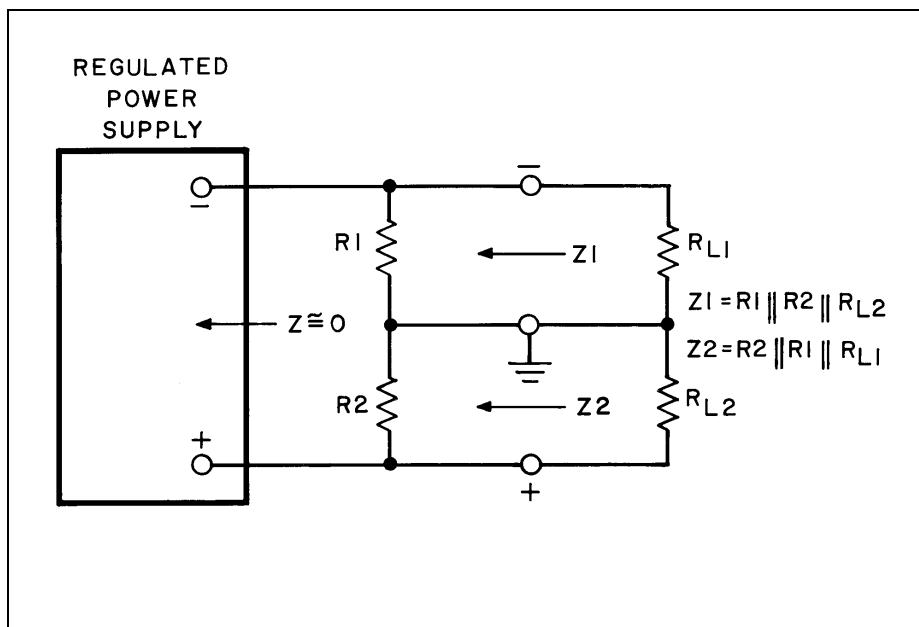 REGULATED
POWER
SUPPLY
−
−
R1
Z1
RL1
Z≅0
Z1=R1||R2||RL2
Z2=R2||R1||RL1
R2
Z2
RL2
+
+